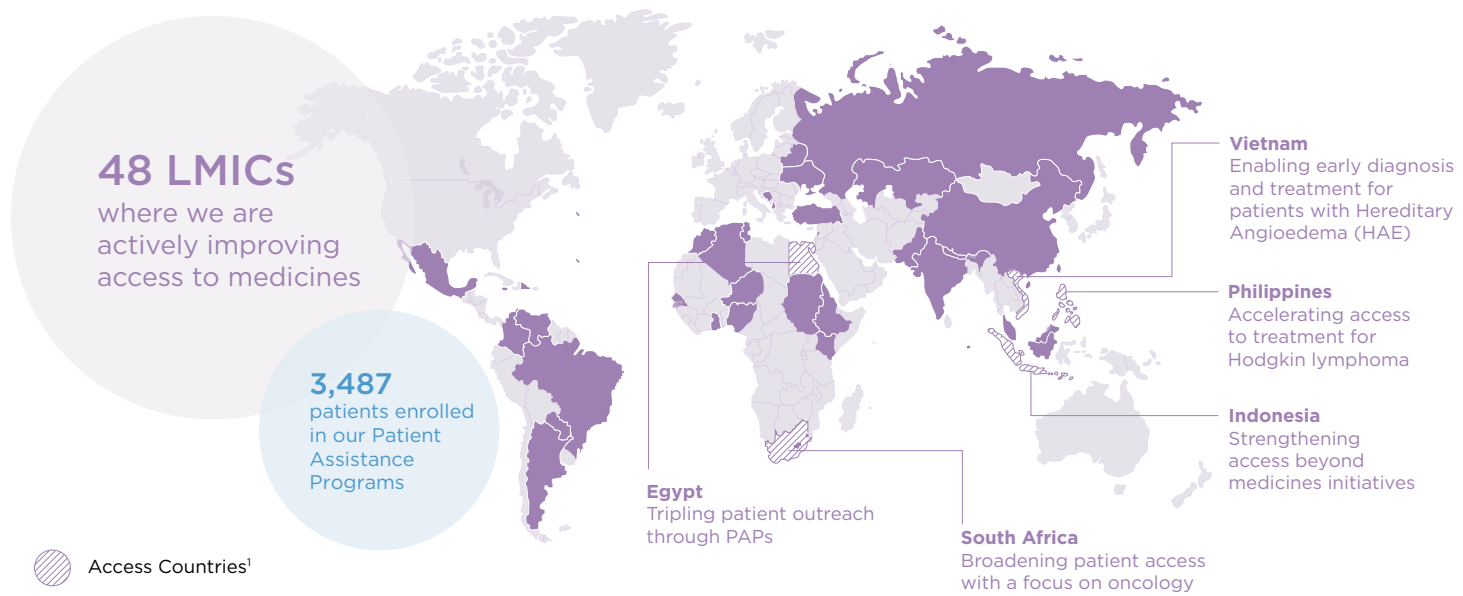 48 LMICs
where we are
actively improving
access to medicines
3,487
patients enrolled
in our Patient
Assistance
Programs
Access Countries¹
Egypt
Tripling patient outreach
through PAPs
South Africa
Broadening patient access
with a focus on oncology
Vietnam
Enabling early diagnosis
and treatment for
patients with Hereditary
Angioedema (HAE)
Philippines
Accelerating access
to treatment for
Hodgkin lymphoma
Indonesia
Strengthening
access beyond
medicines initiatives